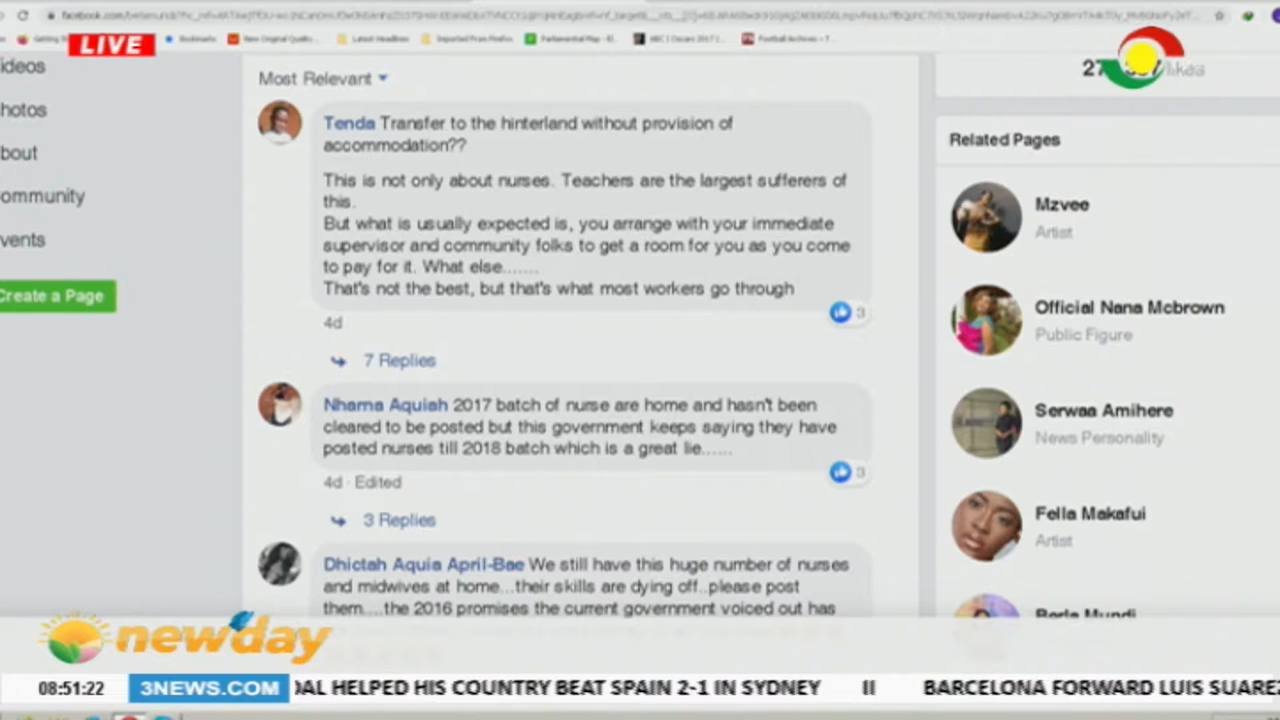 LIVE
Most Relevant
ideos
hotos
bout
ommunity
vents
Create a Page
Tenda Transfer to the hinterland without provision of
accommodation??
This is not only about nurses. Teachers are the largest sufferers of
this.
But what is usually expected is, you arrange with your immediate
supervisor and community folks to get a room for you as you come
to pay for it. What else.......
That's not the best, but that's what most workers go through
3
4d
7 Replies
Nhama Aquiah 2017 batch of nurse are home and hasn't been
cleared to be posted but this government keeps saying they have
posted nurses till 2018 batch which is a great lie......
3
4d · Edited
3 Replies
Dhictah Aquia April-Bae We still have this huge number of nurses
and midwives at home...their skills are dying off..please post
them....the 2016 promises the current government voiced out has
Related Pages
Mzvee
Artist
Official Nana Mcbrown
Public Figure
Serwaa Amihere
News Personality
Fella Makafui
Artist
Berla Mundi
newday
08:51:22
3NEWS.COM
DAL HELPED HIS COUNTRY BEAT SPAIN 2-1 IN SYDNEY
BARCELONA FORWARD LUIS SUAREZ